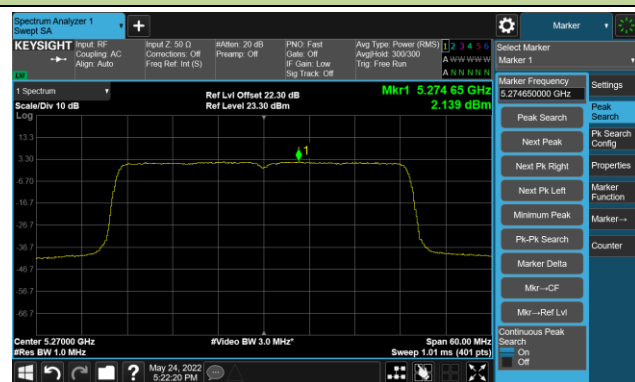 Spectrum Analyzer 1
Swept SA
+
Marker
KEYSIGHT
Input: RF
Coupling: AC
Align: Auto
Input Z: 50 Ω
Corrections: Off
Freq Ref: Int (S)
#Atten: 20 dB
Preamp: Off
PNO: Fast
Gate: Off
IF Gain: Low
Sig Track: Off
Avg Type: Power (RMS)
Avg|Hold: 300/300
Trig: Free Run
1 2 3 4 5 6
A W W W W W
A N N N N N
LW
Select Marker
Marker 1
1 Spectrum
Scale/Div 10 dB
Log
Ref Lvl Offset 22.30 dB
Ref Level 23.30 dBm
Mkr1 5.274 65 GHz
2.139 dBm
13.3
3.30
-6.70
-16.7
-26.7
-36.7
-46.7
-56.7
-66.7
1
Center 5.27000 GHz
#Res BW 1.0 MHz
#Video BW 3.0 MHz*
Span 60.00 MHz
Sweep 1.01 ms (401 pts)
Marker Frequency
5.274650000 GHz
Peak Search
Next Peak
Next Pk Right
Next Pk Left
Minimum Peak
Pk-Pk Search
Marker Delta
Mkr→CF
Mkr→Ref Lvl
Continuous Peak
Search
On
Off
Settings
Peak
Search
Pk Search
Config
Properties
Marker
Function
Marker→
Counter
?
May 24, 2022
5:22:20 PM